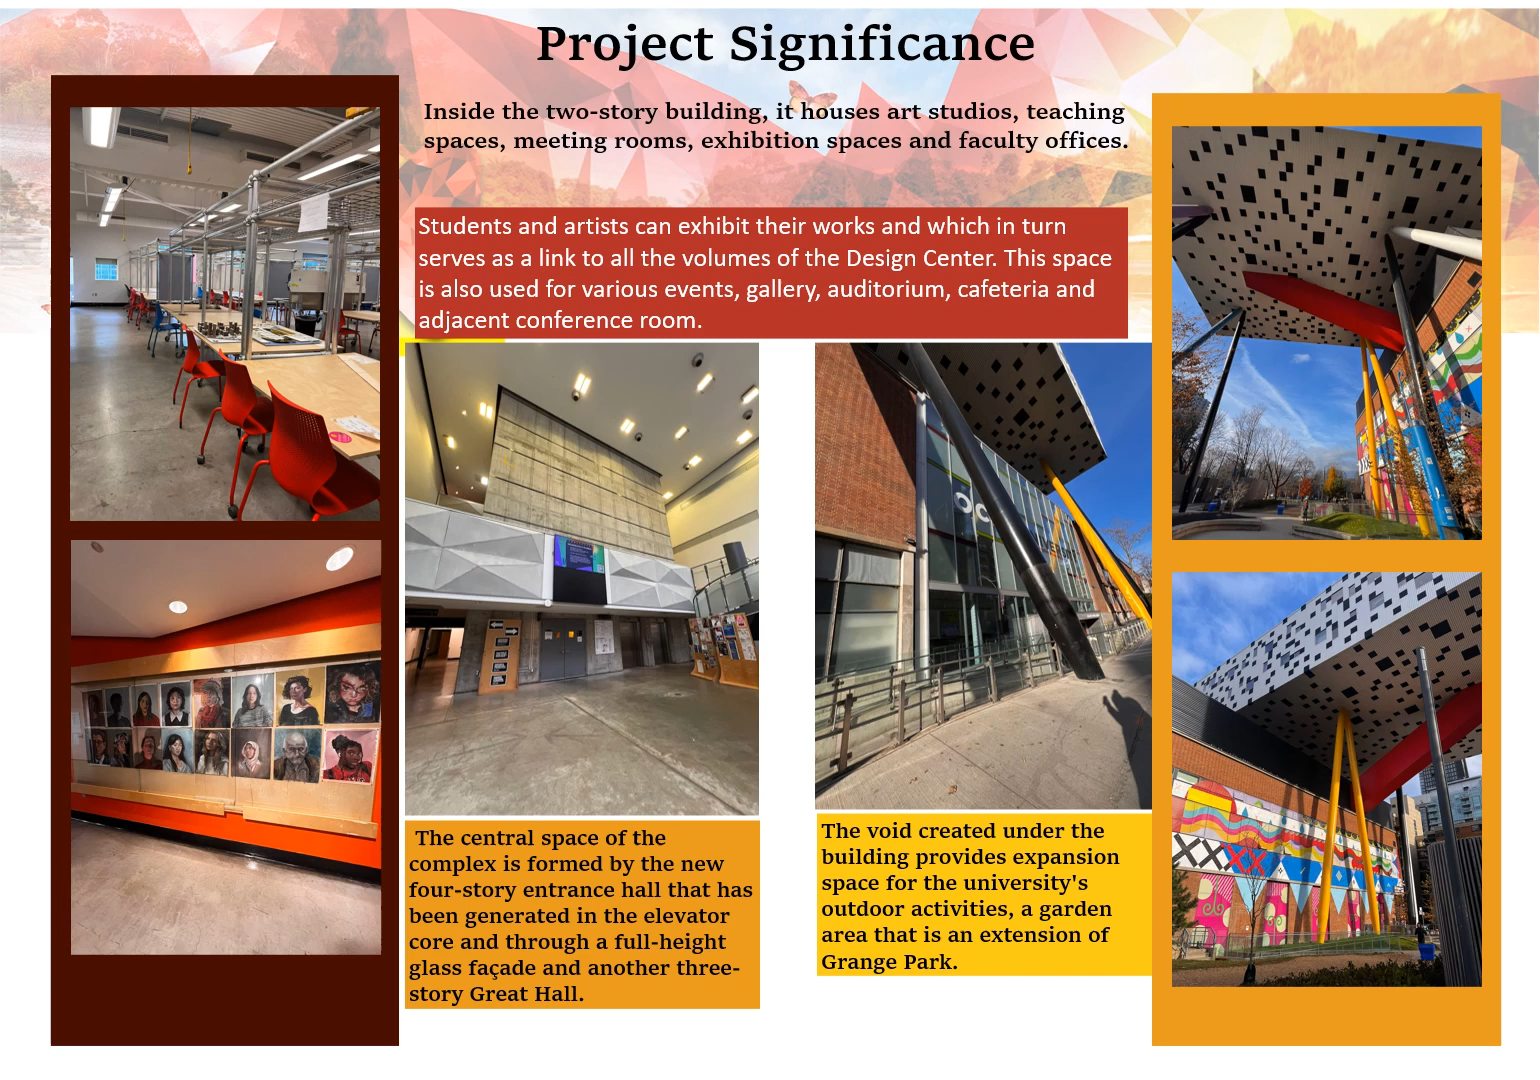 Project Significance
Inside the two-story building, it houses art studios, teaching
spaces, meeting rooms, exhibition spaces and faculty offices.
Students and artists can exhibit their works and which in turn
serves as a link to all the volumes of the Design Center. This space
is also used for various events, gallery, auditorium, cafeteria and
adjacent conference room.
OC
The central space of the
complex is formed by the new
four-story entrance hall that has
been generated in the elevator
core and through a full-height
glass façade and another three-
story Great Hall.
The void created under the
building provides expansion
space for the university's
outdoor activities, a garden
area that is an extension of
Grange Park.